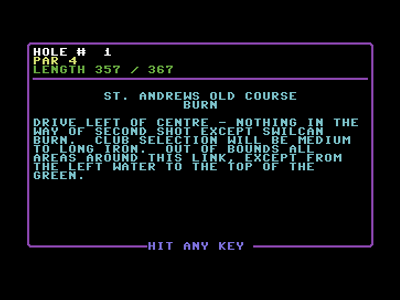 HOLE # 1
PAR 4
LENGTH 357 / 367
ST. ANDREWS OLD COURSE
BURN
DRIVE LEFT OF CENTRE - NOTHING IN THE
WAY OF SECOND SHOT EXCEPT SWILCAN
BURN. CLUB SELECTION WILL BE MEDIUM
TO LONG IRON. OUT OF BOUNDS ALL
AREAS AROUND THIS LINK, EXCEPT FROM
THE LEFT WATER TO THE TOP OF THE
GREEN.
HIT ANY KEY